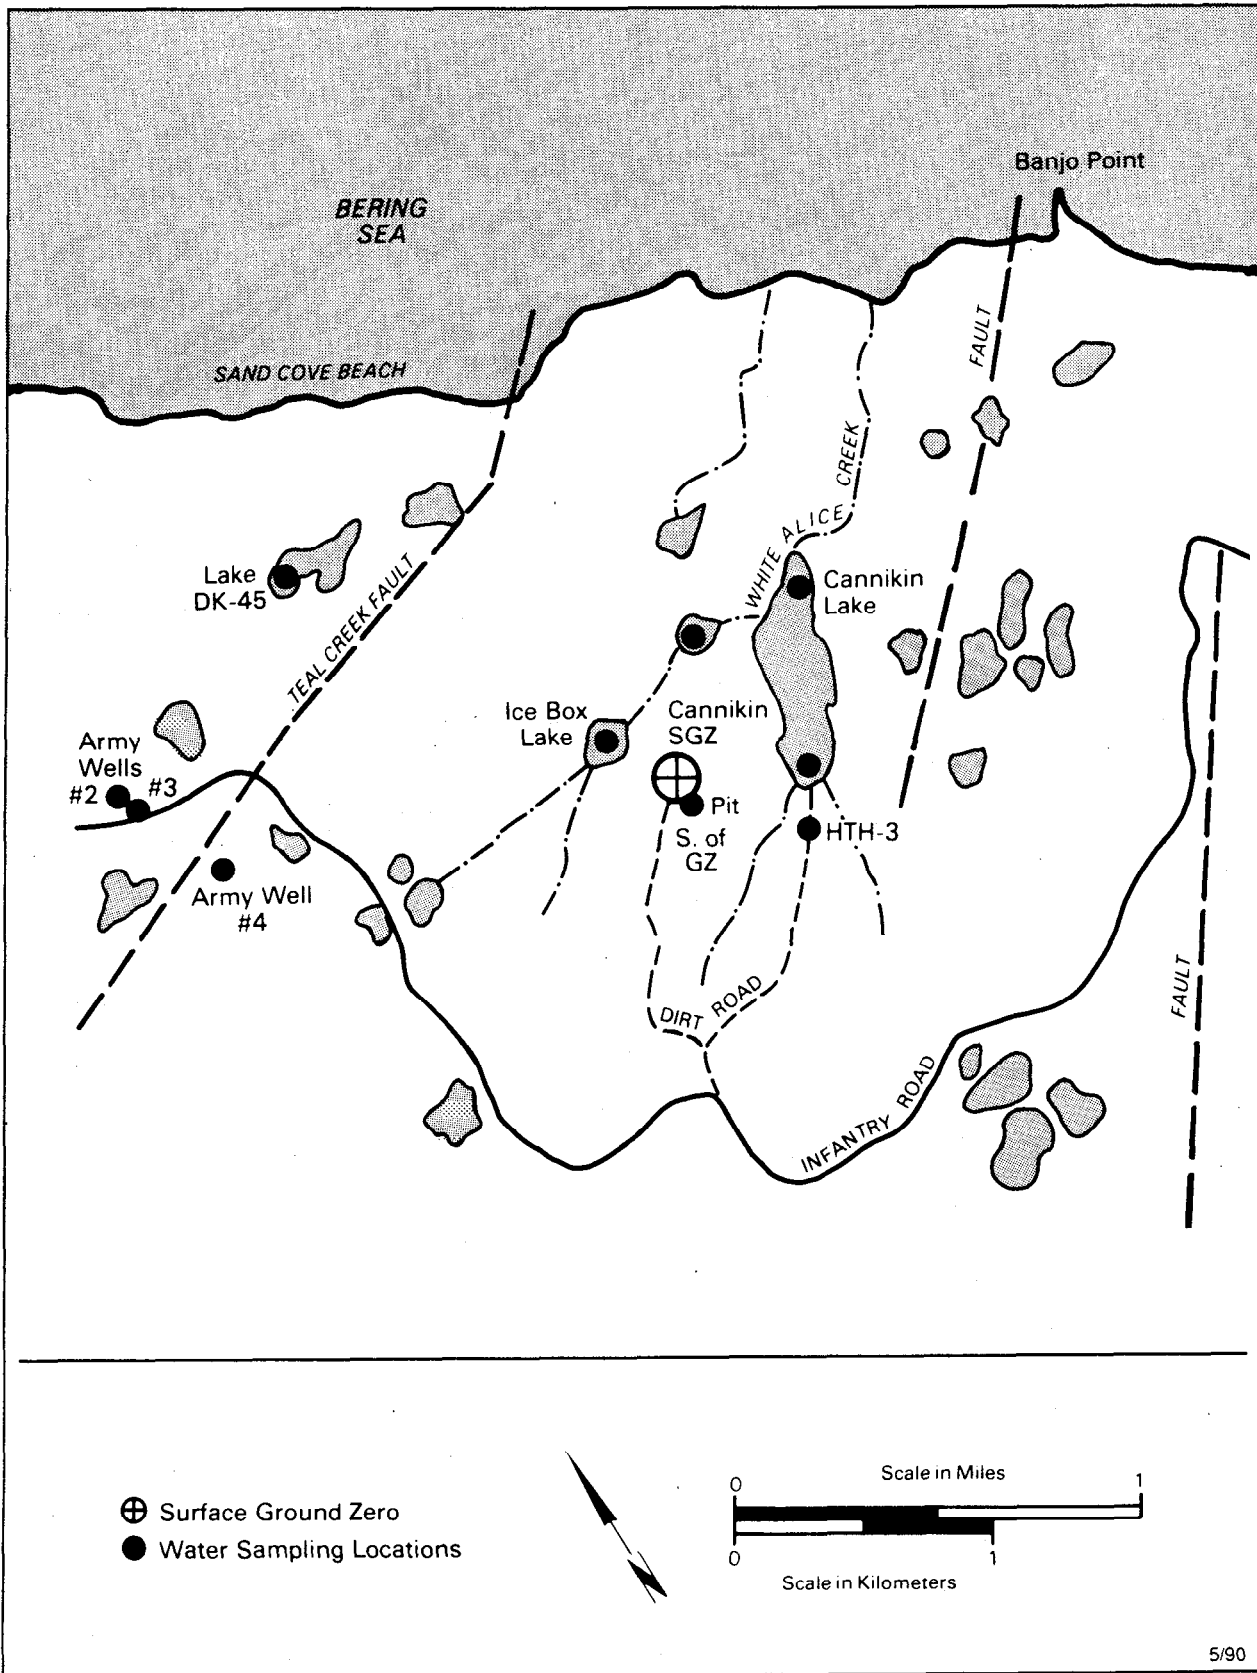 Banjo Point
BERING
SEA
FAULT
SAND COVE BEACH
WHITE ALICE CREEK
Lake
DK-45
TEAL CREEK FAULT
Cannikin
Lake
Ice Box
Lake
Cannikin
SGZ
Army
Wells
#2
#3
Pit
S. of
GZ
HTH-3
Army Well
#4
DIRT ROAD
FAULT
INFANTRY ROAD
Surface Ground Zero
Water Sampling Locations
N
0
Scale in Miles
1
0
1
Scale in Kilometers
5/90